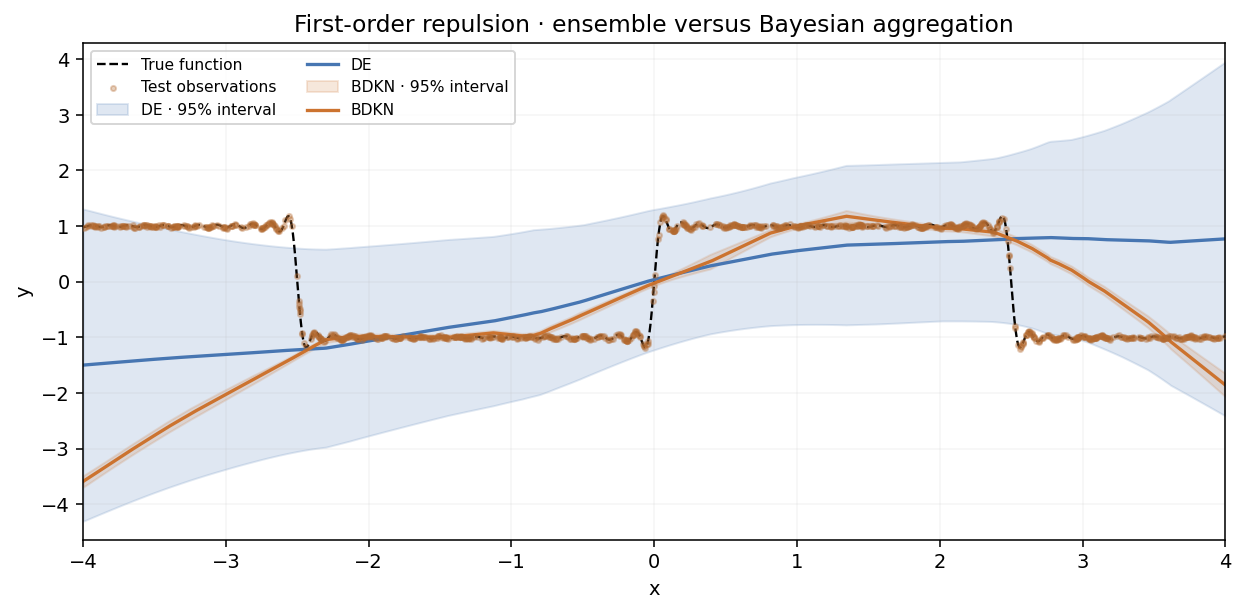 First-order repulsion · ensemble versus Bayesian aggregation
True function
Test observations
DE · 95% interval
DE
BDKN · 95% interval
BDKN
4
3
2
1
0
−1
−2
−3
−4
y
−4
−3
−2
−1
0
1
2
3
4
x